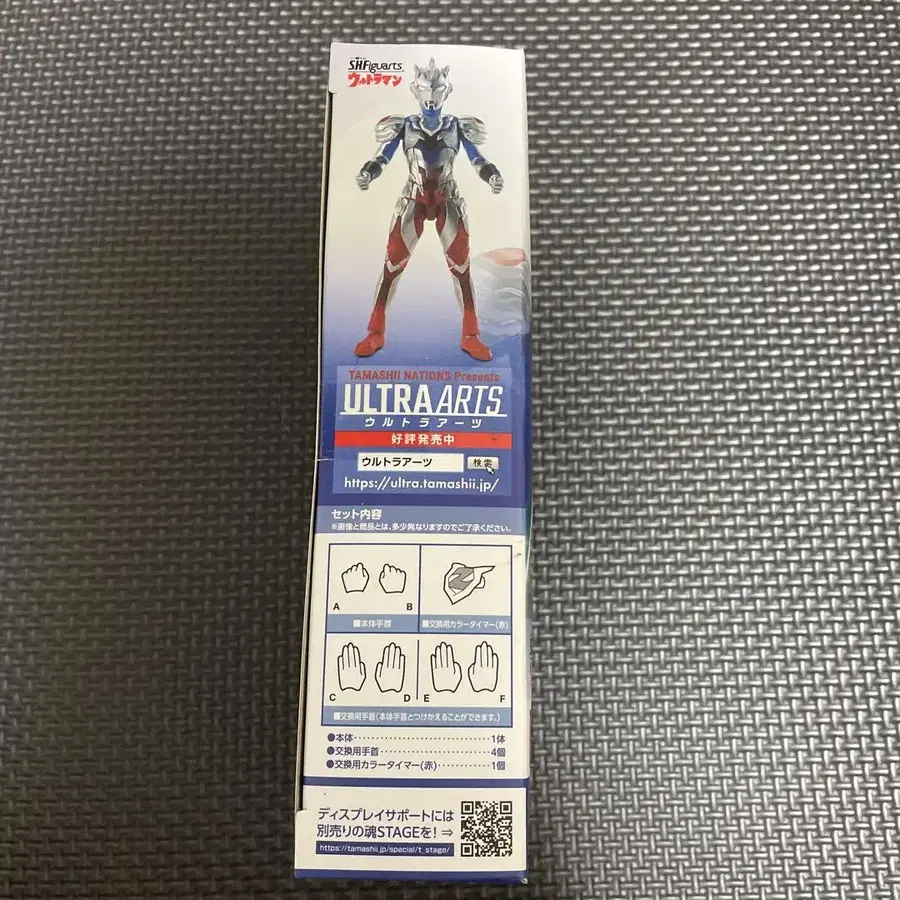 S.H.Figuarts
ウルトラマン
TAMASHII NATIONS Presents
ULTRA ARTS
ウルトラアーツ
好評発売中
ウルトラアーツ 検索
https://ultra.tamashii.jp/
セット内容
※画像と商品とは、多少異なりますのでご了承ください。
A B
■本体手首
■交換用カラータイマー(赤)
C D E F
■交換用手首(本体手首とつけかえることができます。)
●本体・・・・・・・・・・・・・・・・・・1体
●交換用手首・・・・・・・・・・・・・・4個
●交換用カラータイマー(赤)・・・・・・・・1個
ディスプレイサポートには
別売りの魂STAGEを!⇒
https://tamashii.jp/special/t_stage/